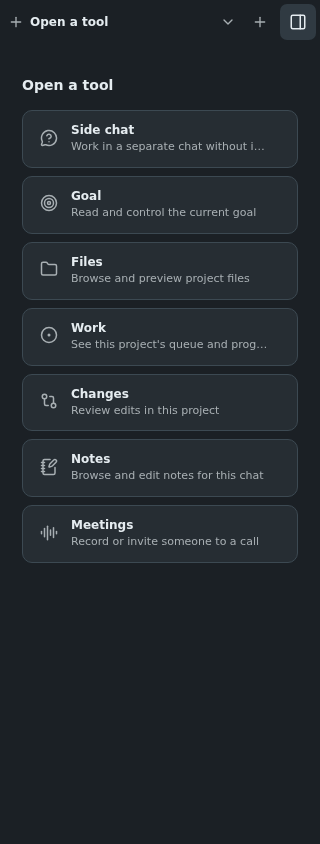 Open a tool
Open a tool
Side chat
Work in a separate chat without i...
Goal
Read and control the current goal
Files
Browse and preview project files
Work
See this project's queue and prog...
Changes
Review edits in this project
Notes
Browse and edit notes for this chat
Meetings
Record or invite someone to a call